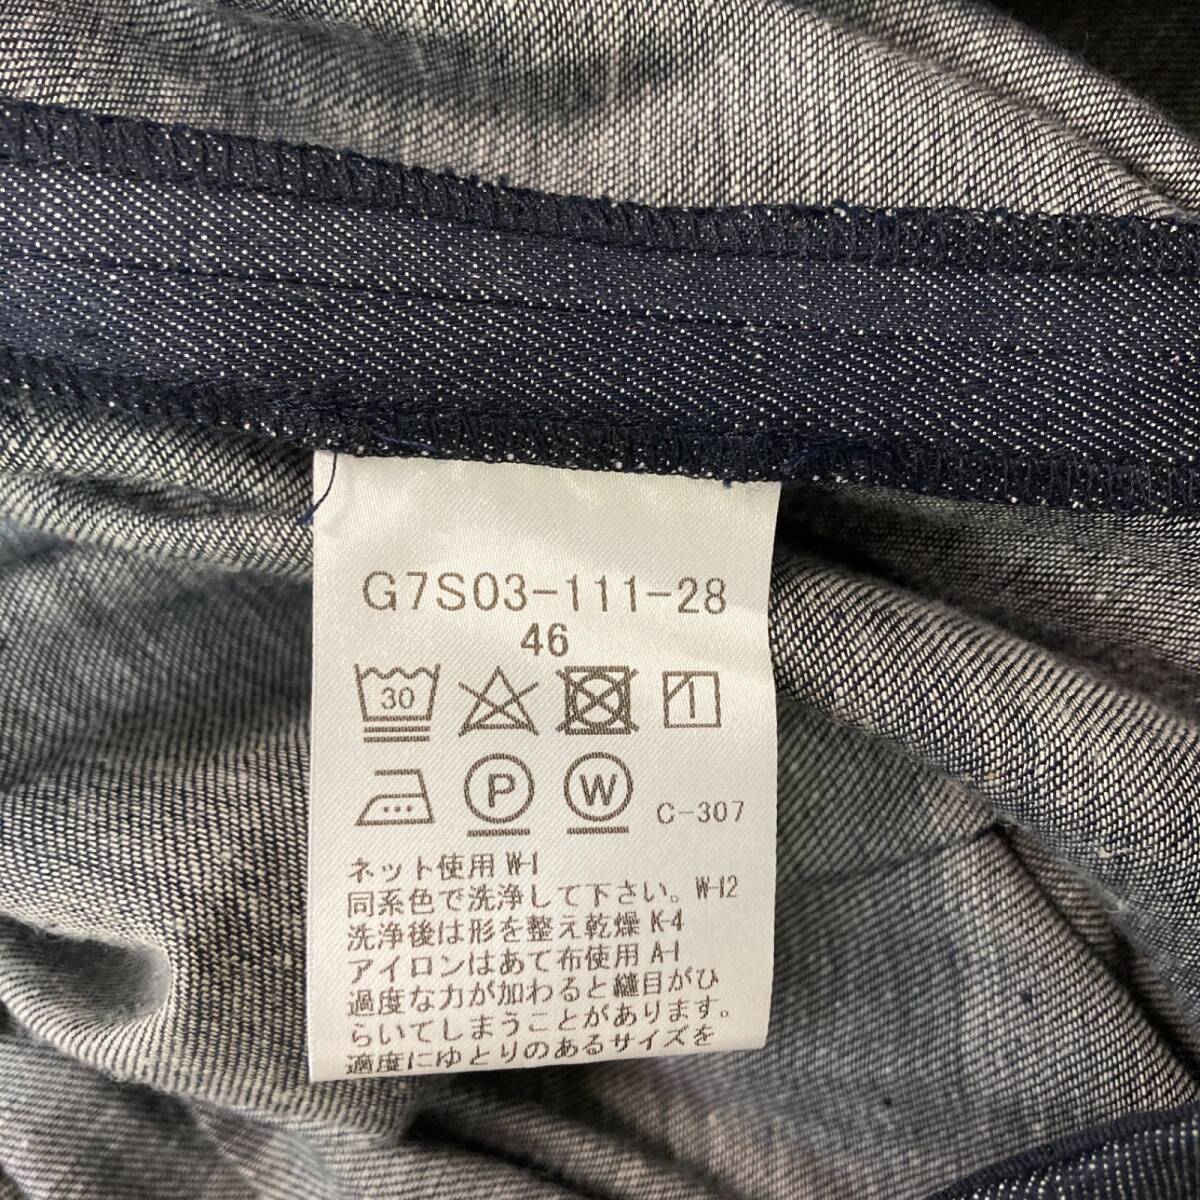 G7S03-111-28
46
30
P W C-307
ネット使用 W-1
同系色で洗浄して下さい。W-12
洗浄後は形を整え乾燥 K-4
アイロンはあて布使用 A-1
過度な力が加わると縫目がひ
らいてしまうことがあります。
適度にゆとりのあるサイズを